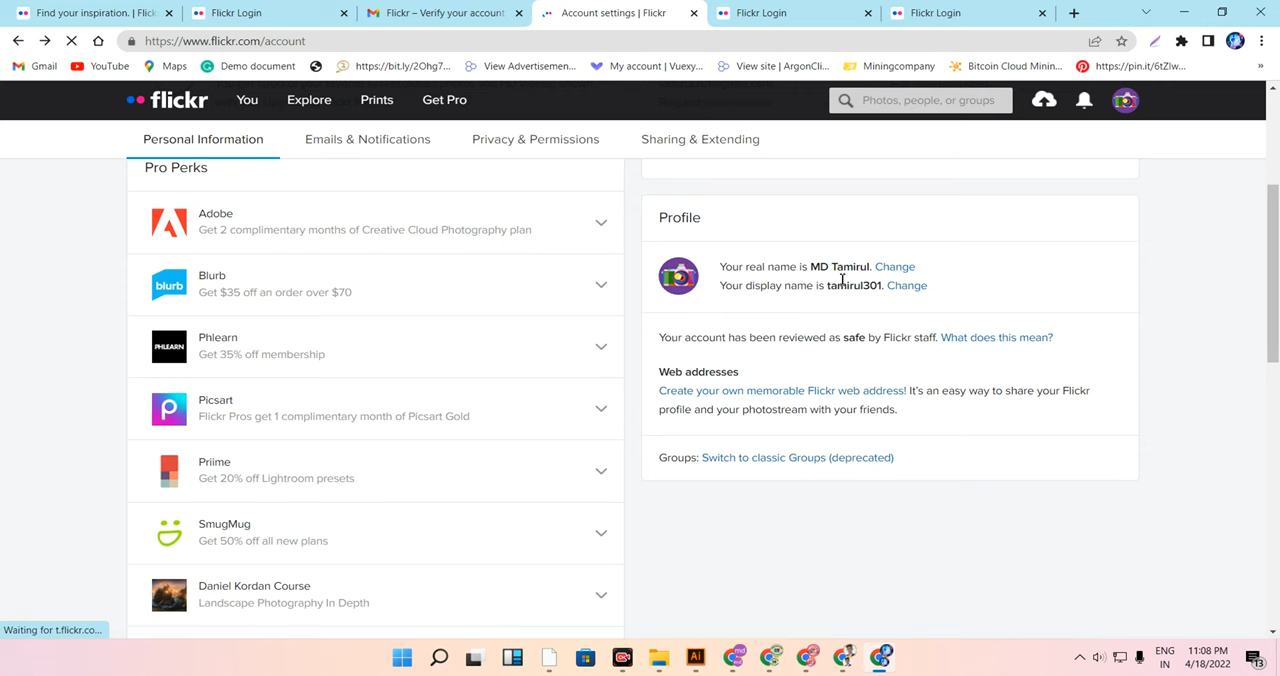 Find your inspiration. | Flick
Flickr Login
Flickr – Verify your account
Account settings | Flickr
Flickr Login
Flickr Login
https://www.flickr.com/account
Gmail
YouTube
Maps
Demo document
https://bit.ly/2Ohg7...
View Advertisemen...
My account | Vuexy...
View site | ArgonCli...
Miningcompany
Bitcoin Cloud Minin...
https://pin.it/6tZlw...
»
flickr
You
Explore
Prints
Get Pro
Photos, people, or groups
Personal Information
Emails & Notifications
Privacy & Permissions
Sharing & Extending
Pro Perks
Adobe
Get 2 complimentary months of Creative Cloud Photography plan
blurb
Blurb
Get $35 off an order over $70
PHLEARN
Phlearn
Get 35% off membership
Picsart
Flickr Pros get 1 complimentary month of Picsart Gold
Priime
Get 20% off Lightroom presets
SmugMug
Get 50% off all new plans
Daniel Kordan Course
Landscape Photography In Depth
Profile
Your real name is MD Tamirul. Change
Your display name is tamirul301. Change
Your account has been reviewed as safe by Flickr staff. What does this mean?
Web addresses
Create your own memorable Flickr web address! It's an easy way to share your Flickr
profile and your photostream with your friends.
Groups: Switch to classic Groups (deprecated)
Waiting for t.flickr.co...
Ai
ENG
IN
11:08 PM
4/18/2022
13